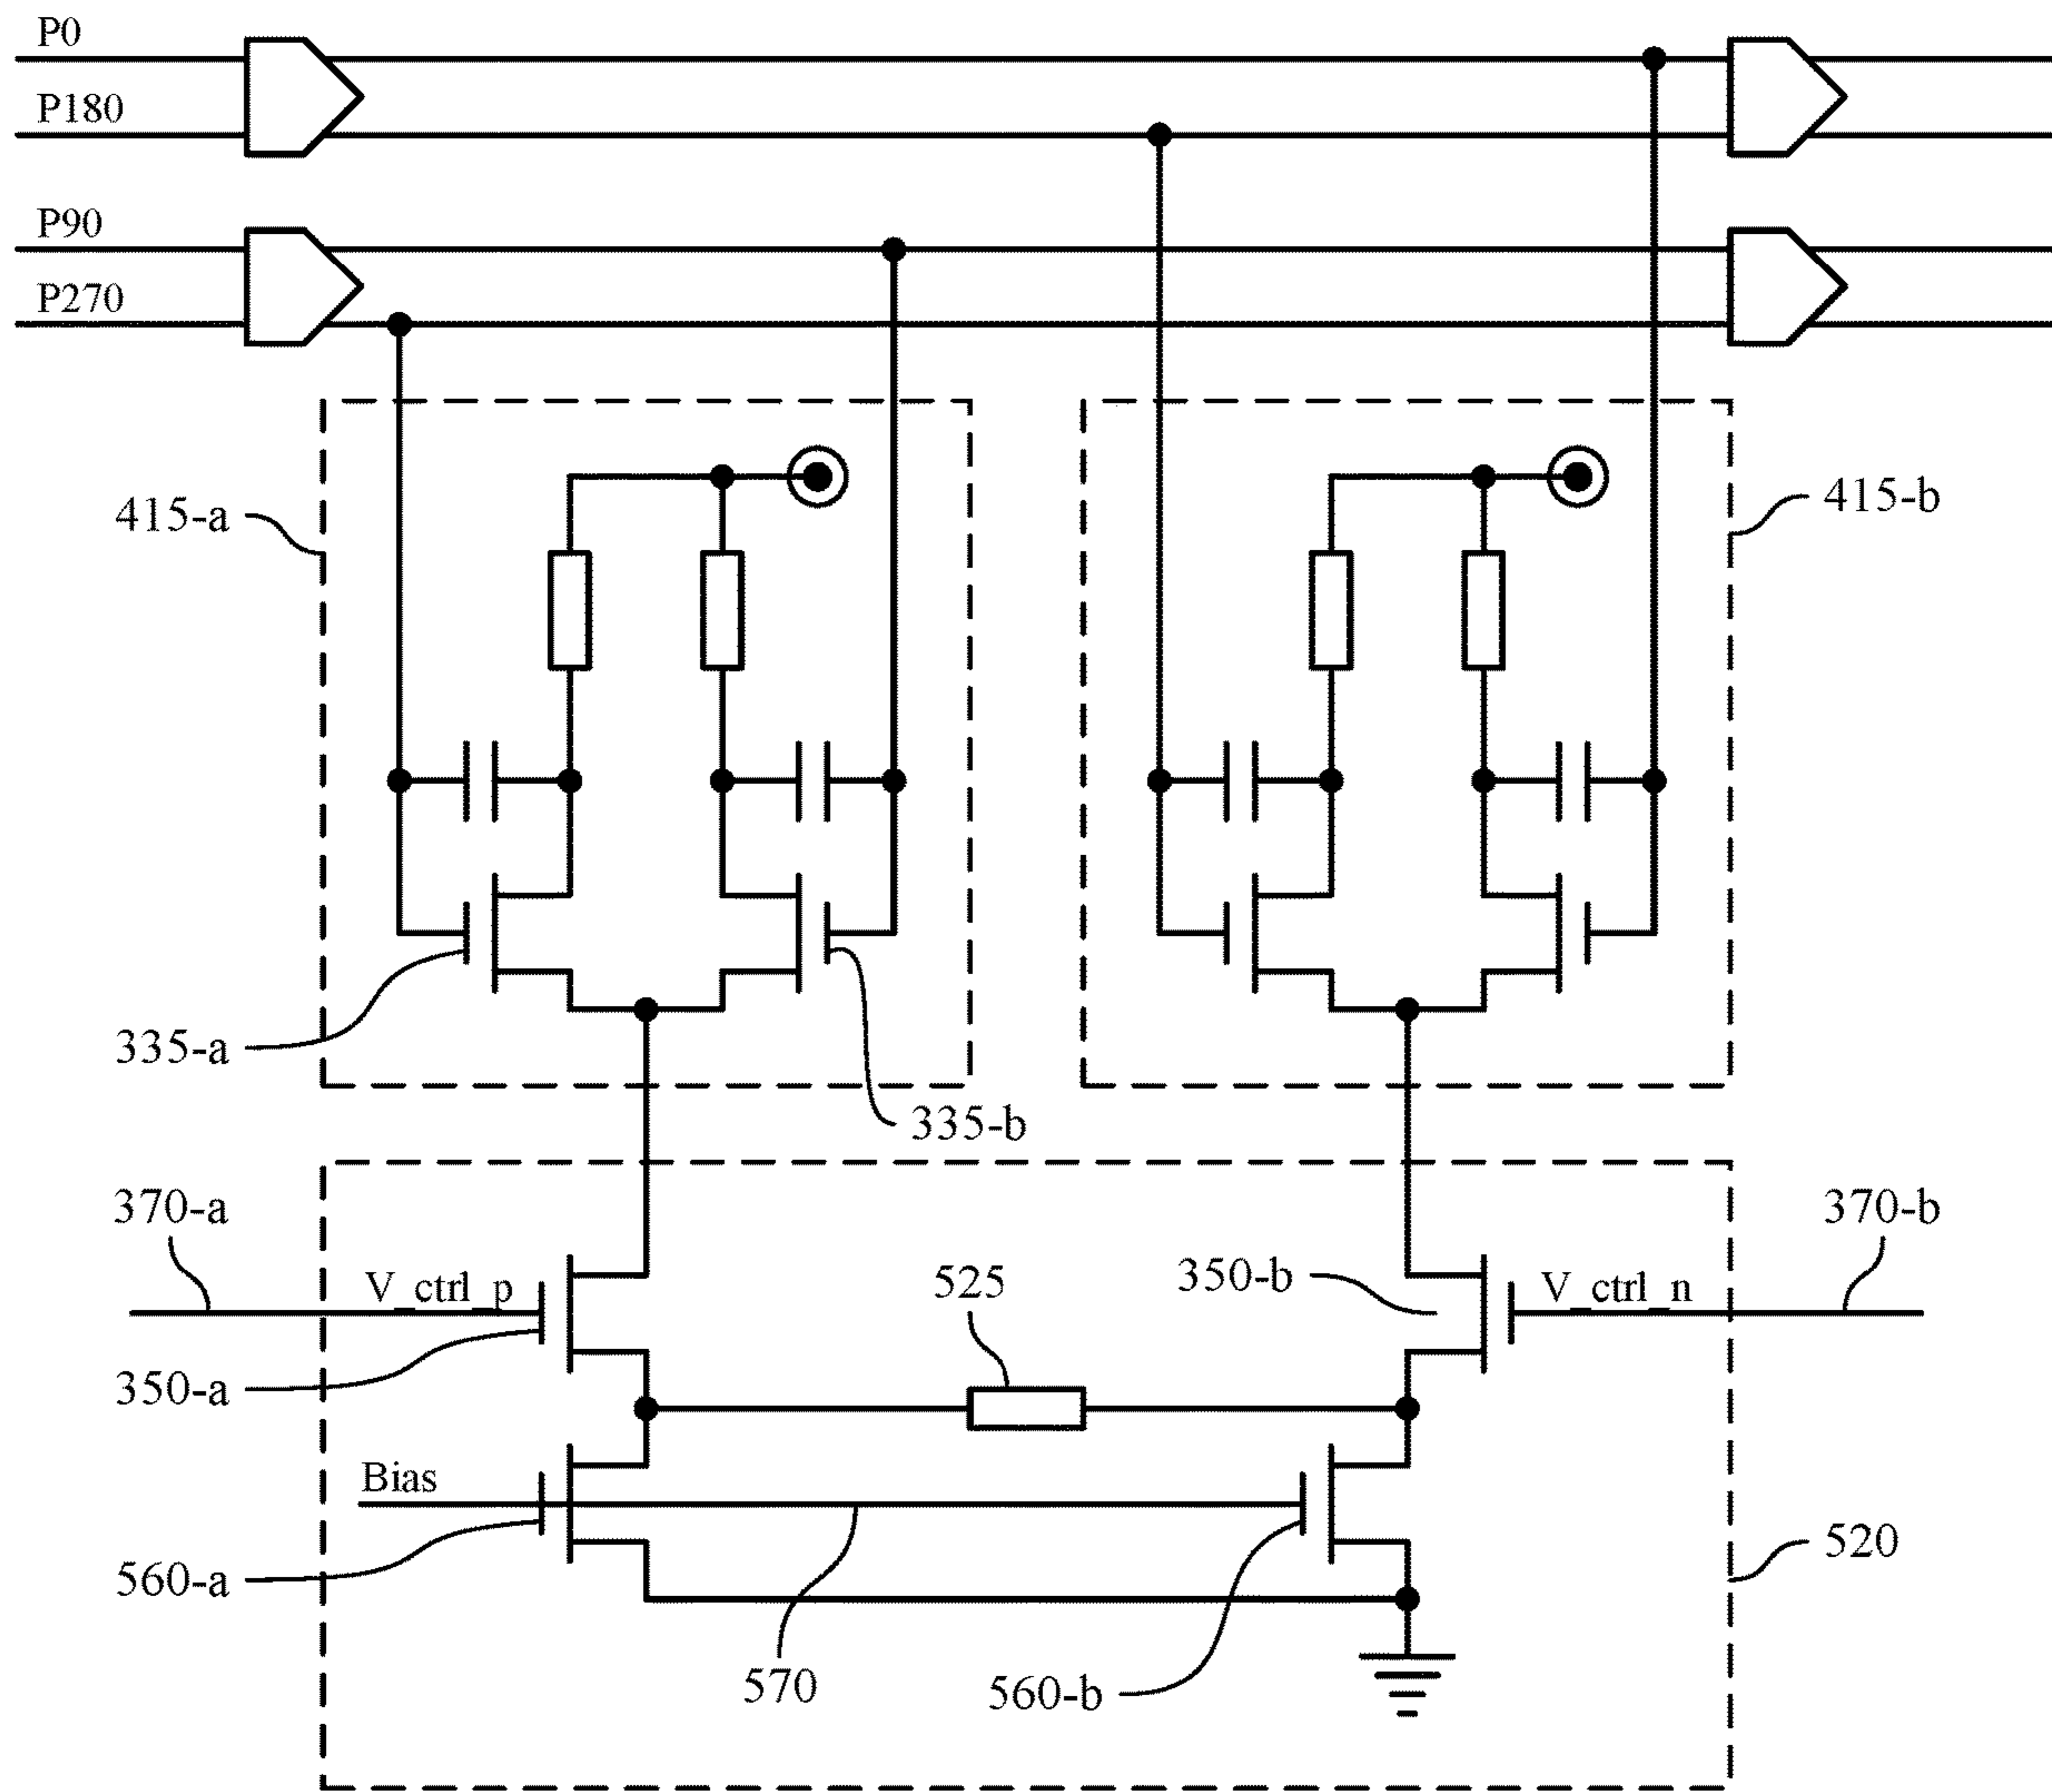 P0
P180
P90
P270
415-a
415-b
335-a
335-b
370-a
370-b
V_ctrl_p
525
350-b
V_ctrl_n
350-a
Bias
560-a
520
570
560-b